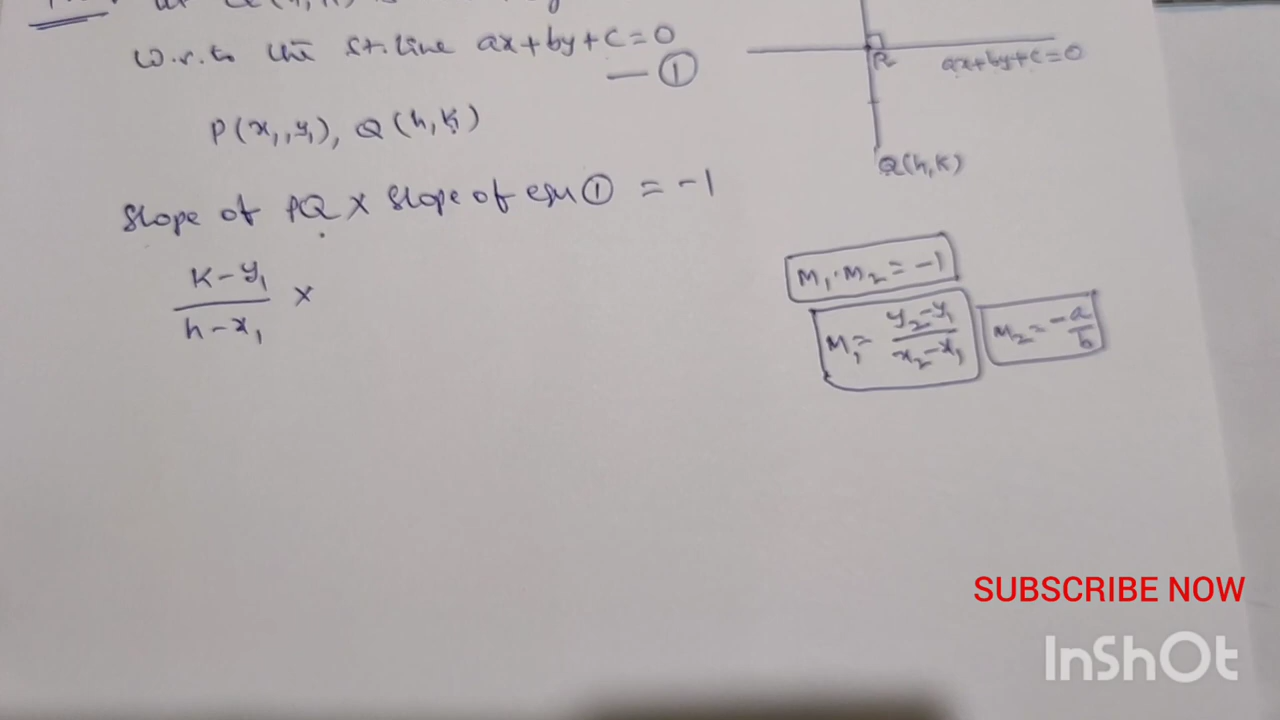 w.r.to the st.line ax+by+c=0
— ①
P(x₁,y₁), Q(h,k)
Slope of PQ × Slope of equ ① = -1
k-y₁
h-x₁ ×
R
ax+by+c=0
Q(h,k)
M₁·M₂ = -1
M₁= y₂-y₁
x₂-x₁
M₂= -a
b
SUBSCRIBE NOW
InShOt